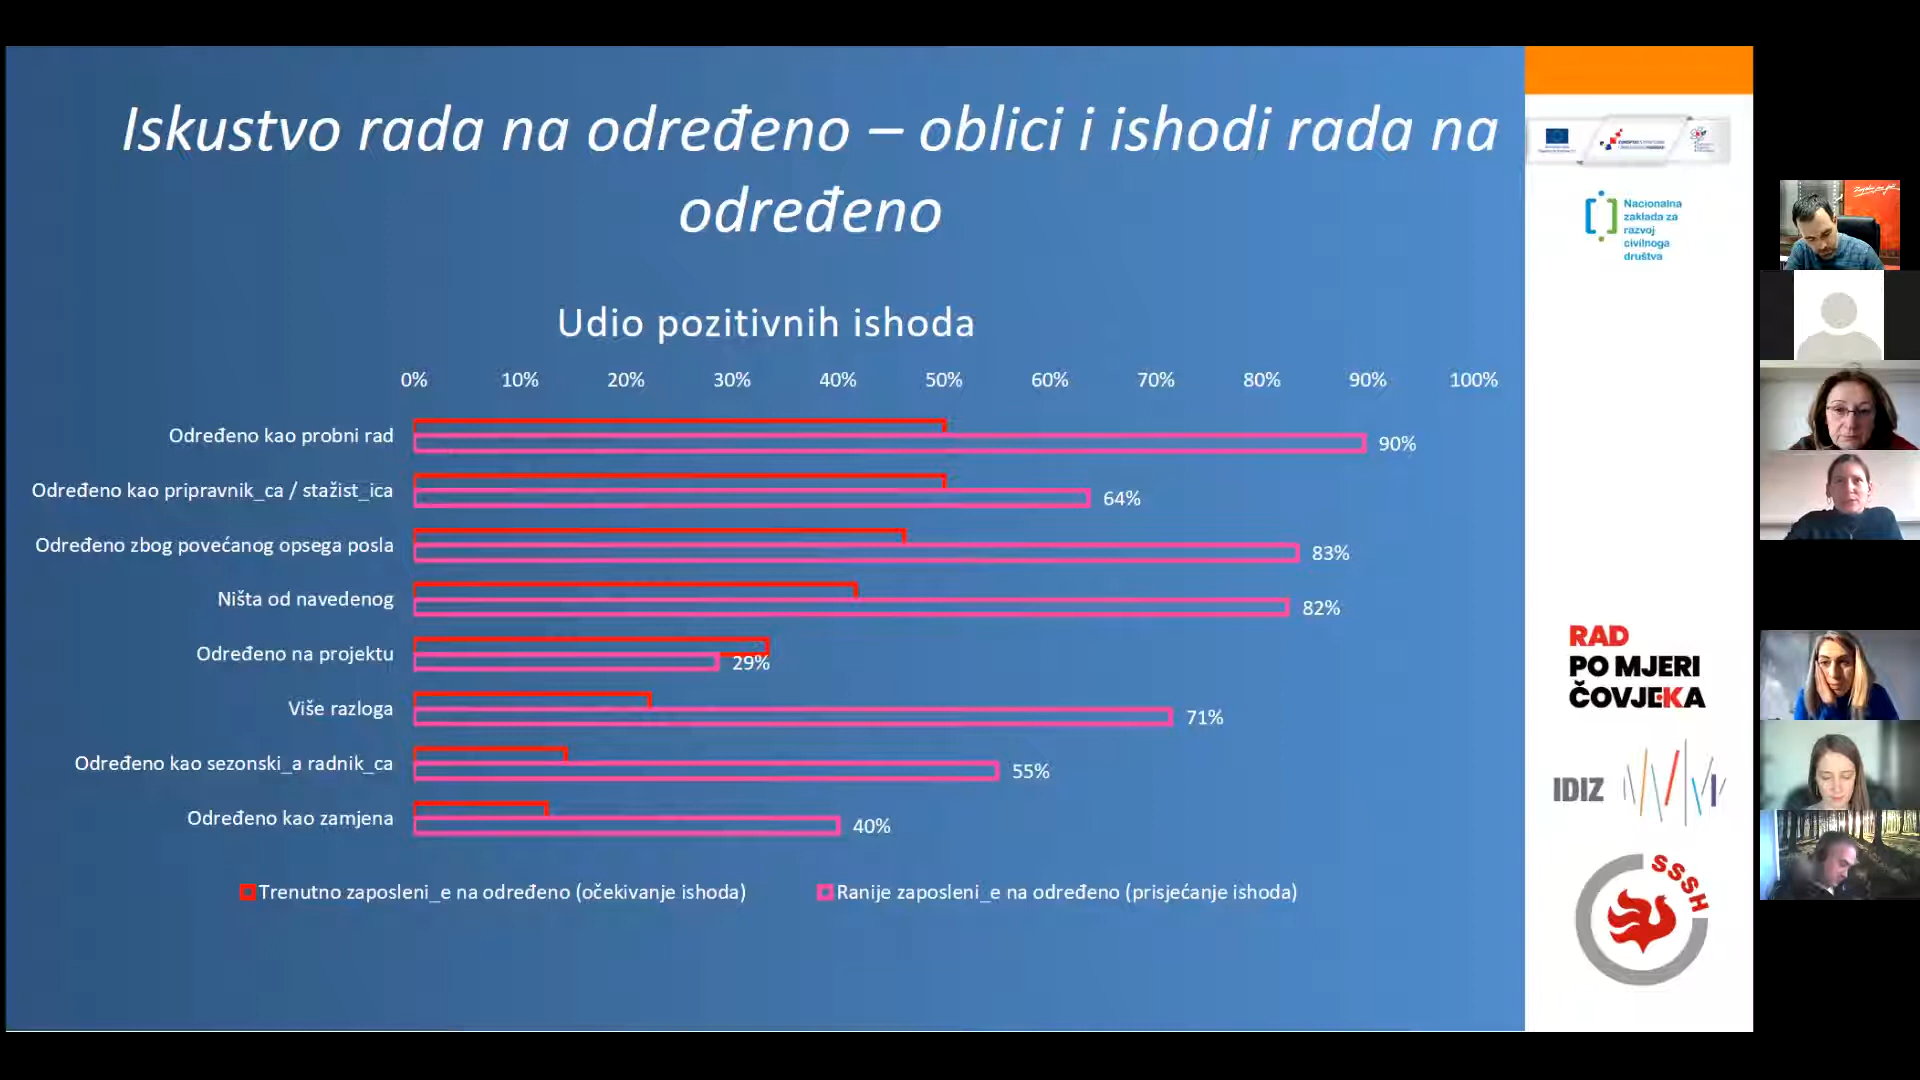 Iskustvo rada na određeno – oblici i ishodi rada na
određeno
Udio pozitivnih ishoda
0% 10% 20% 30% 40% 50% 60% 70% 80% 90% 100%
Određeno kao probni rad 90%
Određeno kao pripravnik_ca / stažist_ica 64%
Određeno zbog povećanog opsega posla 83%
Ništa od navedenog 82%
Određeno na projektu 29%
Više razloga 71%
Određeno kao sezonski_a radnik_ca 55%
Određeno kao zamjena 40%
Trenutno zaposleni_e na određeno (očekivanje ishoda) Ranije zaposleni_e na određeno (prisjećanje ishoda)
Nacionalna
zaklada za
razvoj
civilnoga
društva
RAD
PO MJERI
ČOVJEKA
IDIZ
SSSH